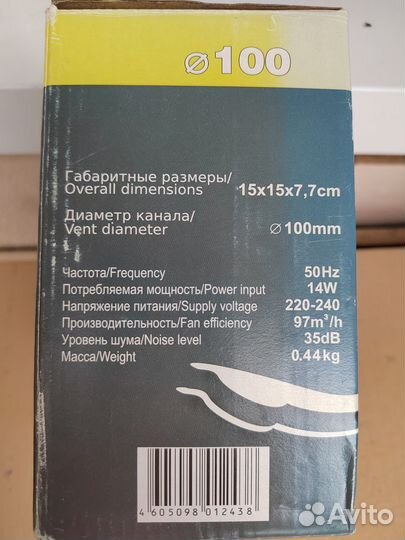 ⌀100
Габаритные размеры/
Overall dimensions 15x15x7,7cm
Диаметр канала/
Vent diameter ⌀100mm
Частота/Frequency 50Hz
Потребляемая мощность/Power input 14W
Напряжение питания/Supply voltage 220-240
Производительность/Fan efficiency 97m³/h
Уровень шума/Noise level 35dB
Масса/Weight 0.44kg
4 605098 012438
Avito